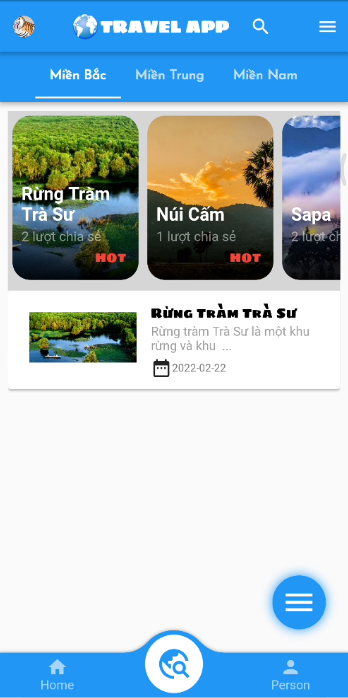 TRAVEL APP
Miền Bắc Miền Trung Miền Nam
Rừng Tràm
Trà Sư
2 lượt chia sẻ
HOT
Núi Cấm
1 lượt chia sẻ
HOT
Sapa
2 lượt ch
Rừng Tràm Trà Sư
Rừng tràm Trà Sư là một khu
rừng và khu ...
2022-02-22
Home
Person